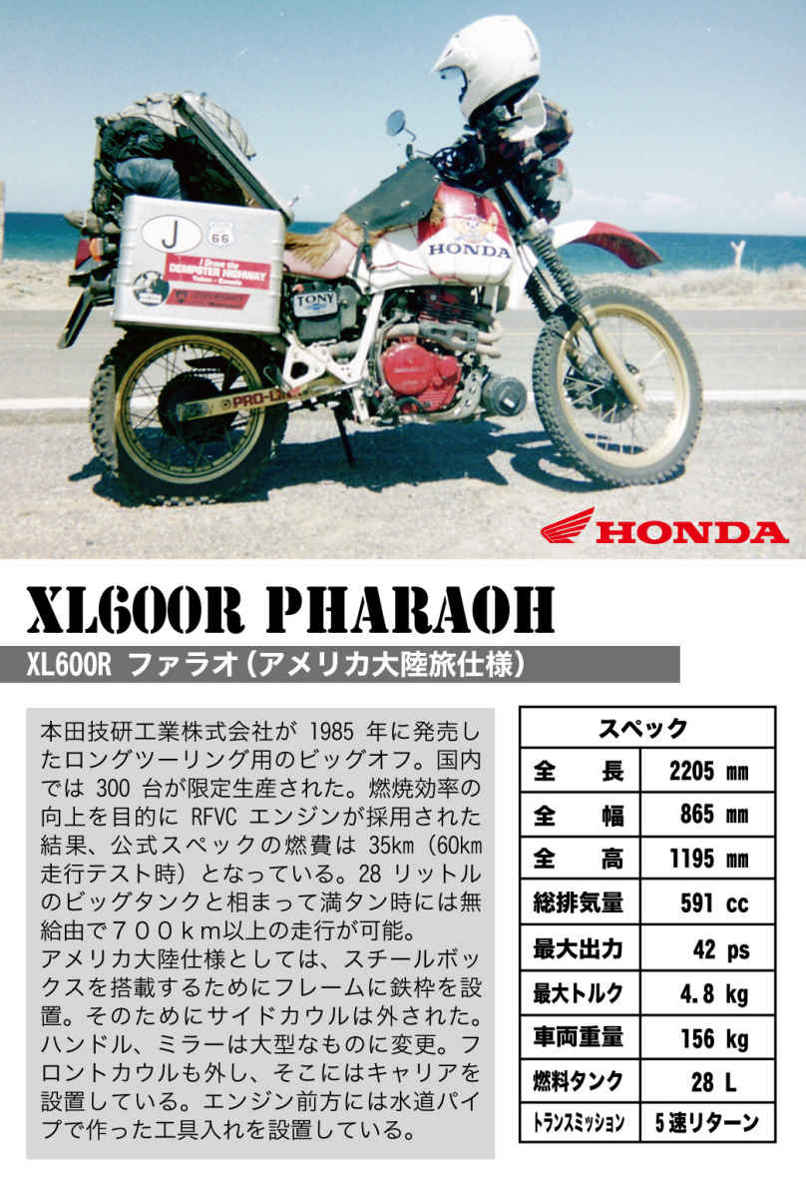 J
66
I Drove the
DEMPSTER HIGHWAY
Yukon - Canada
TONY
HONDA
PRO-LINK
HONDA
XL600R PHARAOH
XL600R ファラオ(アメリカ大陸旅仕様)
本田技研工業株式会社が 1985 年に発売し
たロングツーリング用のビッグオフ。国内
では 300 台が限定生産された。燃焼効率の
向上を目的に RFVC エンジンが採用された
結果、公式スペックの燃費は 35km（60km
走行テスト時）となっている。28 リットル
のビッグタンクと相まって満タン時には無
給油で７００ｋｍ以上の走行が可能。
アメリカ大陸仕様としては、スチールボッ
クスを搭載するためにフレームに鉄枠を設
置。そのためにサイドカウルは外された。
ハンドル、ミラーは大型なものに変更。フ
ロントカウルも外し、そこにはキャリアを
設置している。エンジン前方には水道パイ
プで作った工具入れを設置している。
スペック
全長 2205 mm
全幅 865 mm
全高 1195 mm
総排気量 591 cc
最大出力 42 ps
最大トルク 4.8 kg
車両重量 156 kg
燃料タンク 28 L
トランスミッション 5速リターン